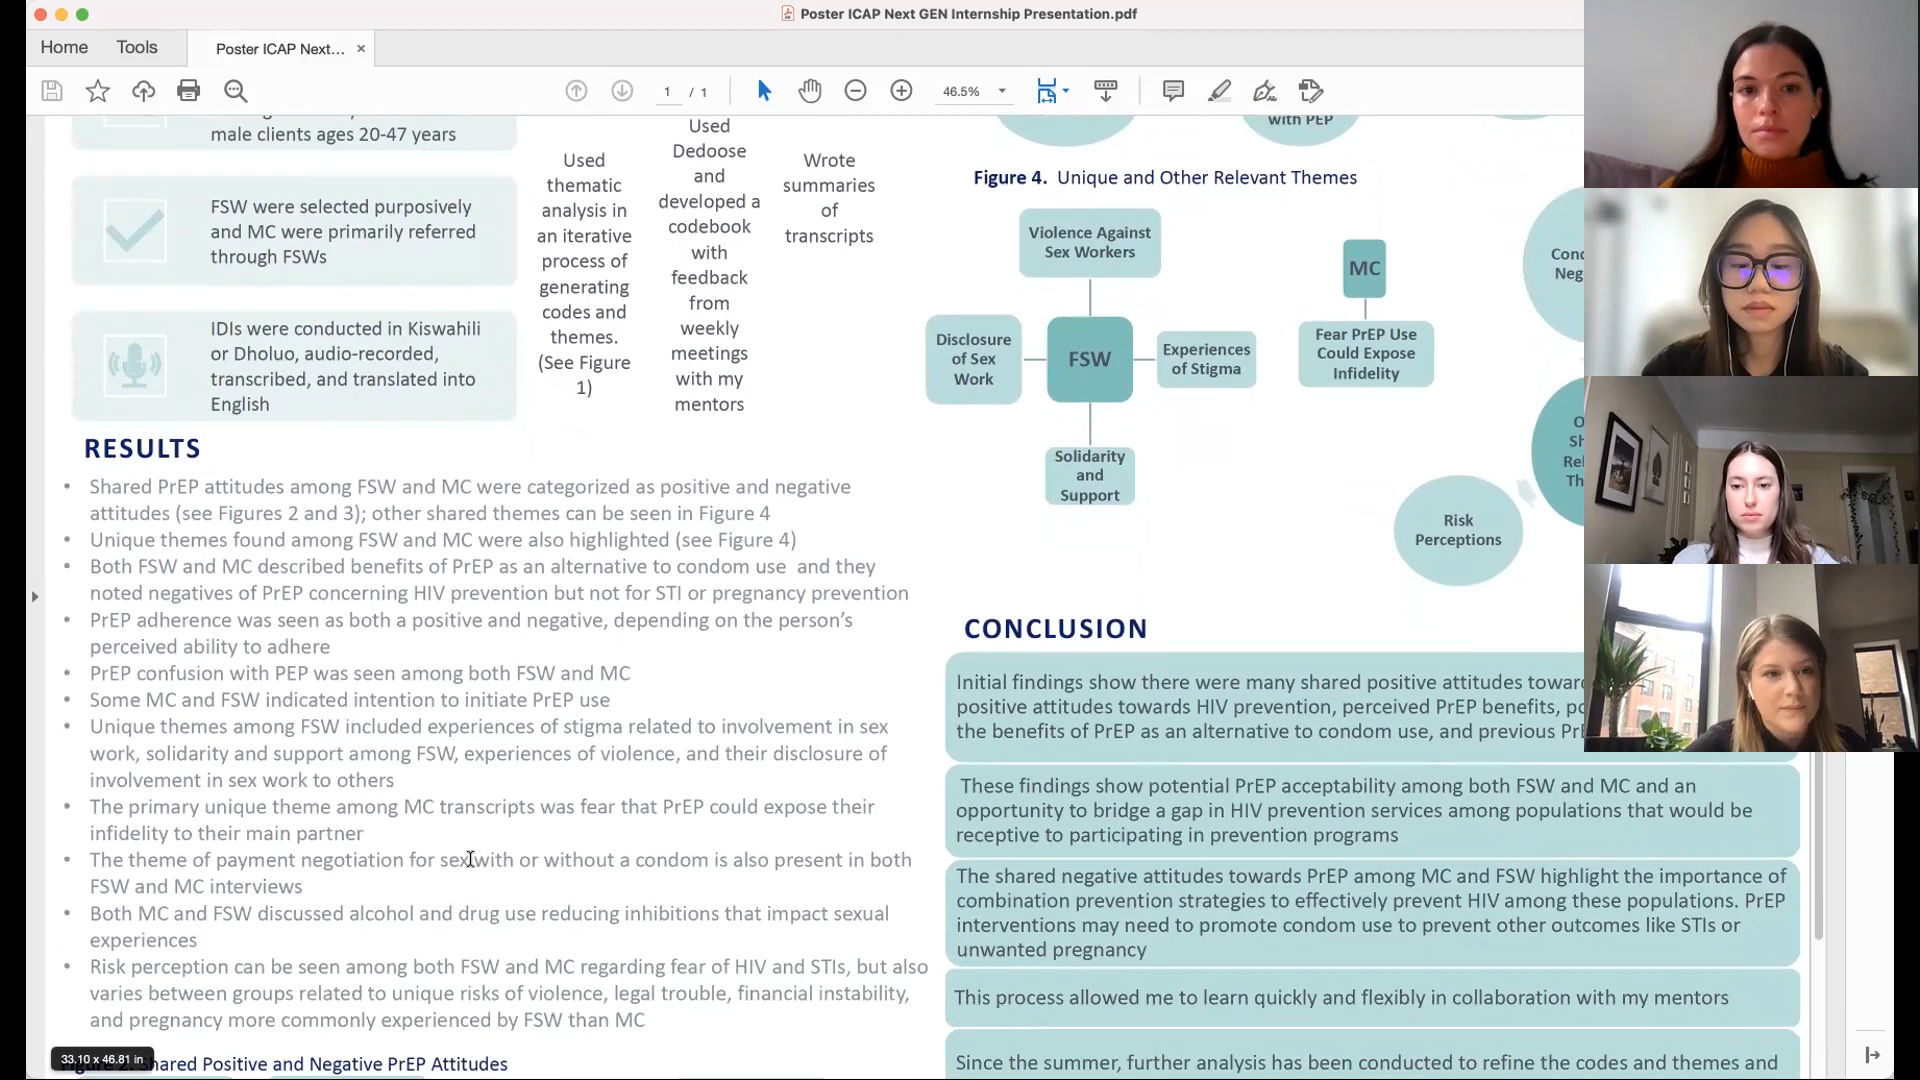 Poster ICAP Next GEN Internship Presentation.pdf
Home
Tools
Poster ICAP Next...
1 / 1
46.5%
male clients ages 20-47 years
FSW were selected purposively
and MC were primarily referred
through FSWs
IDIs were conducted in Kiswahili
or Dholuo, audio-recorded,
transcribed, and translated into
English
Used
thematic
analysis in
an iterative
process of
generating
codes and
themes.
(See Figure
1)
Used
Dedoose
and
developed a
codebook
with
feedback
from
weekly
meetings
with my
mentors
Wrote
summaries
of
transcripts
RESULTS
• Shared PrEP attitudes among FSW and MC were categorized as positive and negative
attitudes (see Figures 2 and 3); other shared themes can be seen in Figure 4
• Unique themes found among FSW and MC were also highlighted (see Figure 4)
• Both FSW and MC described benefits of PrEP as an alternative to condom use and they
noted negatives of PrEP concerning HIV prevention but not for STI or pregnancy prevention
• PrEP adherence was seen as both a positive and negative, depending on the person's
perceived ability to adhere
• PrEP confusion with PEP was seen among both FSW and MC
• Some MC and FSW indicated intention to initiate PrEP use
• Unique themes among FSW included experiences of stigma related to involvement in sex
work, solidarity and support among FSW, experiences of violence, and their disclosure of
involvement in sex work to others
• The primary unique theme among MC transcripts was fear that PrEP could expose their
infidelity to their main partner
• The theme of payment negotiation for sex with or without a condom is also present in both
FSW and MC interviews
• Both MC and FSW discussed alcohol and drug use reducing inhibitions that impact sexual
experiences
• Risk perception can be seen among both FSW and MC regarding fear of HIV and STIs, but also
varies between groups related to unique risks of violence, legal trouble, financial instability,
and pregnancy more commonly experienced by FSW than MC
33.10 x 46.81 in
Shared Positive and Negative PrEP Attitudes
with PEP
Figure 4. Unique and Other Relevant Themes
Violence Against
Sex Workers
Disclosure
of Sex
Work
FSW
Experiences
of Stigma
Solidarity
and
Support
MC
Fear PrEP Use
Could Expose
Infidelity
Risk
Perceptions
CONCLUSION
Initial findings show there were many shared positive attitudes
positive attitudes towards HIV prevention, perceived PrEP benefits,
the benefits of PrEP as an alternative to condom use, and previous
These findings show potential PrEP acceptability among both FSW and MC and an
opportunity to bridge a gap in HIV prevention services among populations that would be
receptive to participating in prevention programs
The shared negative attitudes towards PrEP among MC and FSW highlight the importance of
combination prevention strategies to effectively prevent HIV among these populations. PrEP
interventions may need to promote condom use to prevent other outcomes like STIs or
unwanted pregnancy
This process allowed me to learn quickly and flexibly in collaboration with my mentors
Since the summer, further analysis has been conducted to refine the codes and themes and